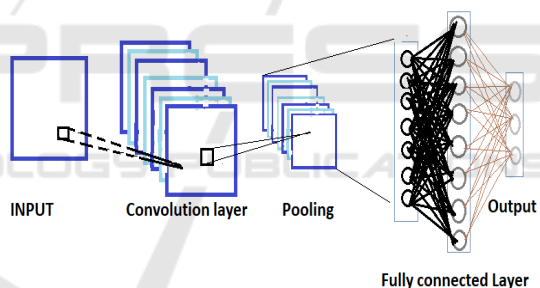 INPUT
Convolution layer
Pooling
Output
Fully connected Layer